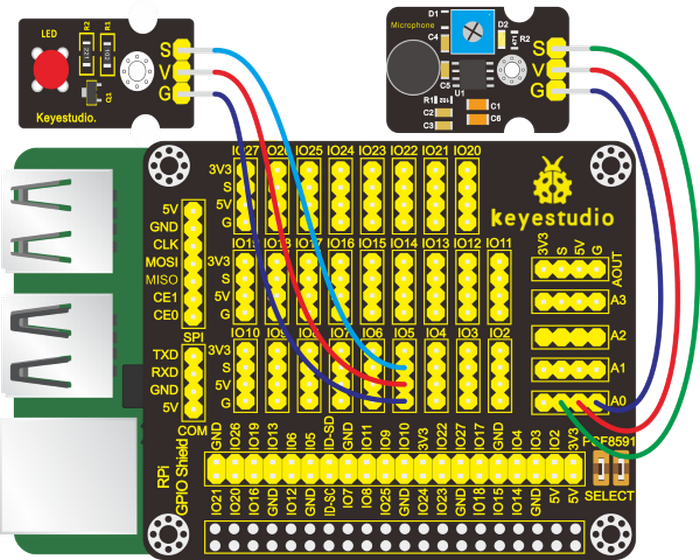 LED
R2
R1
221
102
Q1
S
V
G
Keyestudio.
D1
Microphone
C4
D2
R2
C5
U1
R1
C1
C2
C6
C3
S
V
G
IO27 IO26 IO25 IO24 IO23 IO22 IO21 IO20
3V3
S
5V
G
keyestudio
5V
GND
CLK
MOSI
MISO
CE1
CE0
SPI
IO19 IO18 IO17 IO16 IO15 IO14 IO13 IO12 IO11
3V3
S
5V
G
3V3 S 5V G
AOUT
A3
A2
A1
A0
IO10 IO9 IO8 IO7 IO6 IO5 IO4 IO3 IO2
3V3
S
5V
G
TXD
RXD
GND
5V
COM
RPi
GPIO Shield
GND IO26 IO19 IO13 IO6 IO5 ID-SD GND IO11 IO9 IO10 3V3 IO22 IO27 IO17 GND IO4 IO3 IO2 3V3
IO21 IO20 IO16 GND IO12 GND ID-SC IO7 IO8 IO25 GND IO24 IO23 GND IO18 IO15 IO14 GND 5V 5V
PCF8591
SELECT